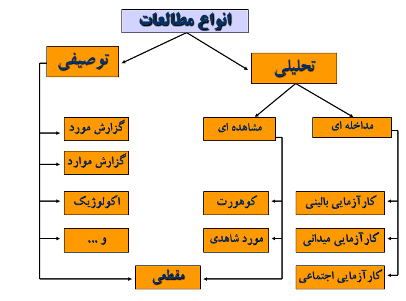 انواع مطالعات
توصیفی
تحلیلی
گزارش مورد
مشاهده ای
مداخله ای
گزارش موارد
اکولوژیک
کوهورت
کارآزمایی بالینی
و ...
مورد شاهدی
کارآزمایی میدانی
مقطعی
کارآزمایی اجتماعی